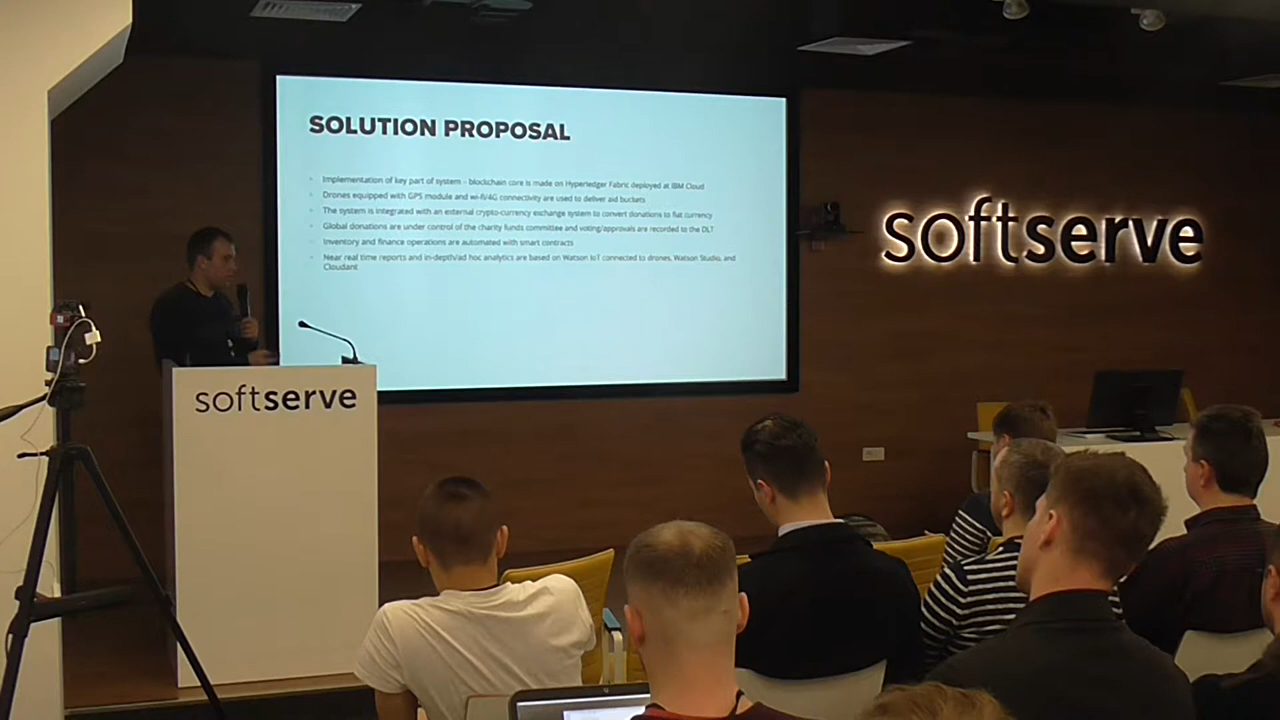 SOLUTION PROPOSAL
Implementation of key part of system – blockchain core is made on Hyperledger Fabric deployed at IBM Cloud
Drones equipped with GPS module and wi-fi/4G connectivity are used to deliver aid buckets
The system is integrated with an external crypto-currency exchange system to convert donations to fiat currency
Global donations are under control of the charity funds committee and voting/approvals are recorded to the DLT
Inventory and finance operations are automated with smart contracts
Near real time reports and in-depth/ad hoc analytics are based on Watson IoT connected to drones, Watson Studio, and
Cloudant
softserve
softserve